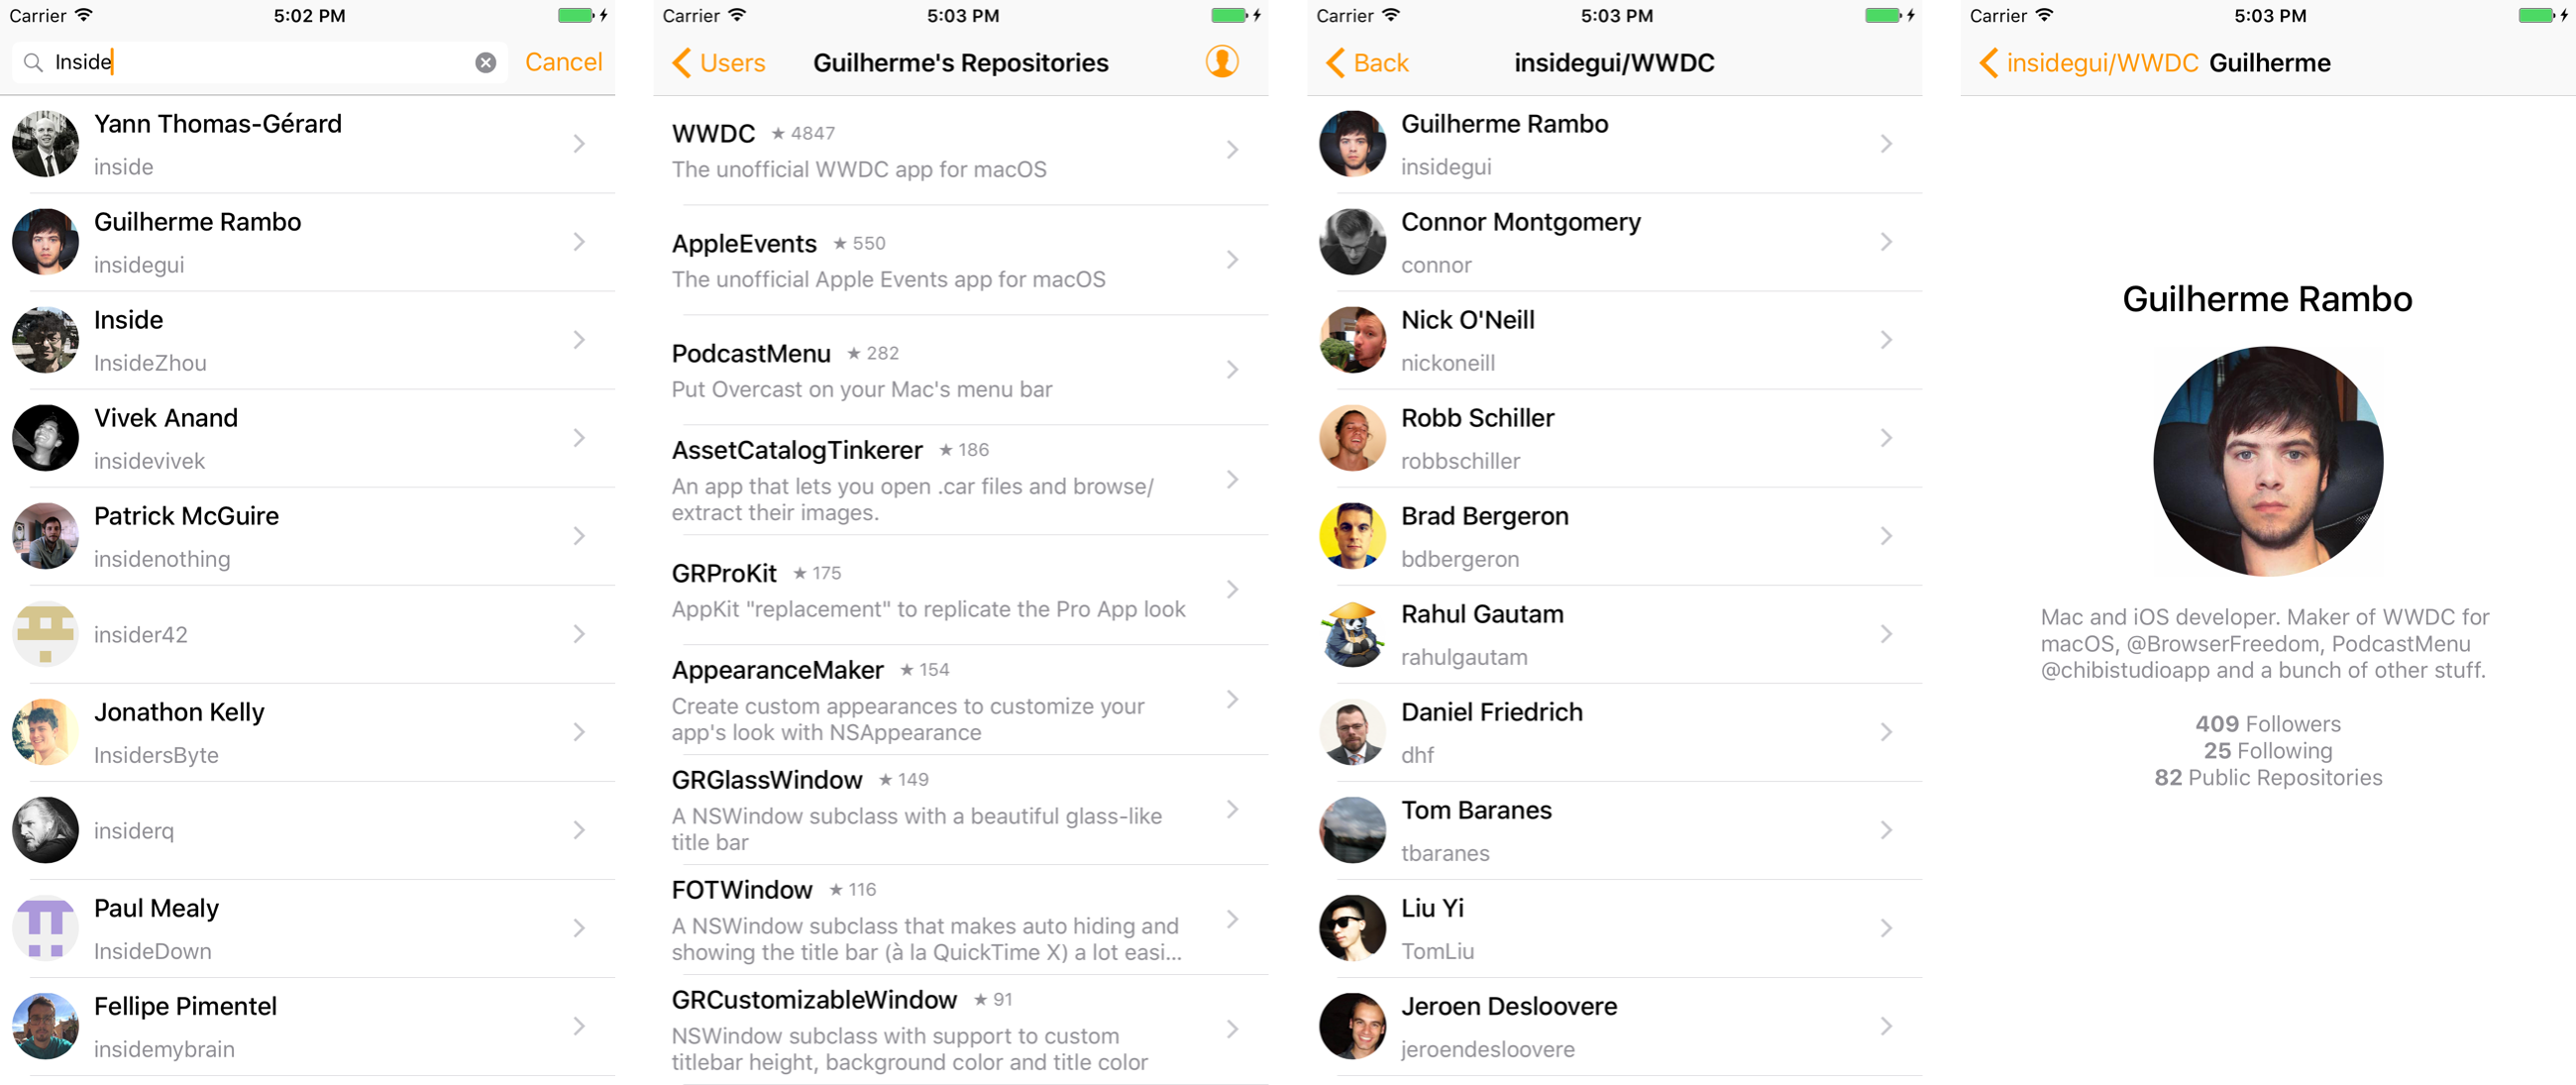 Carrier 5:02 PM
Inside Cancel
Yann Thomas-Gérard
inside
Guilherme Rambo
insidegui
Inside
InsideZhou
Vivek Anand
insidevivek
Patrick McGuire
insidenothing
insider42
Jonathon Kelly
InsidersByte
insiderq
Paul Mealy
InsideDown
Fellipe Pimentel
insidemybrain
Carrier 5:03 PM
Users Guilherme's Repositories
WWDC ★ 4847
The unofficial WWDC app for macOS
AppleEvents ★ 550
The unofficial Apple Events app for macOS
PodcastMenu ★ 282
Put Overcast on your Mac's menu bar
AssetCatalogTinkerer ★ 186
An app that lets you open .car files and browse/
extract their images.
GRProKit ★ 175
AppKit "replacement" to replicate the Pro App look
AppearanceMaker ★ 154
Create custom appearances to customize your
app's look with NSAppearance
GRGlassWindow ★ 149
A NSWindow subclass with a beautiful glass-like
title bar
FOTWindow ★ 116
A NSWindow subclass that makes auto hiding and
showing the title bar (à la QuickTime X) a lot easi...
GRCustomizableWindow ★ 91
NSWindow subclass with support to custom
titlebar height, background color and title color
Carrier 5:03 PM
Back insidegui/WWDC
Guilherme Rambo
insidegui
Connor Montgomery
connor
Nick O'Neill
nickoneill
Robb Schiller
robbschiller
Brad Bergeron
bdbergeron
Rahul Gautam
rahulgautam
Daniel Friedrich
dhf
Tom Baranes
tbaranes
Liu Yi
TomLiu
Jeroen Desloovere
jeroendesloovere
Carrier 5:03 PM
insidegui/WWDC Guilherme
Guilherme Rambo
Mac and iOS developer. Maker of WWDC for
macOS, @BrowserFreedom, PodcastMenu
@chibistudioapp and a bunch of other stuff.
409 Followers
25 Following
82 Public Repositories